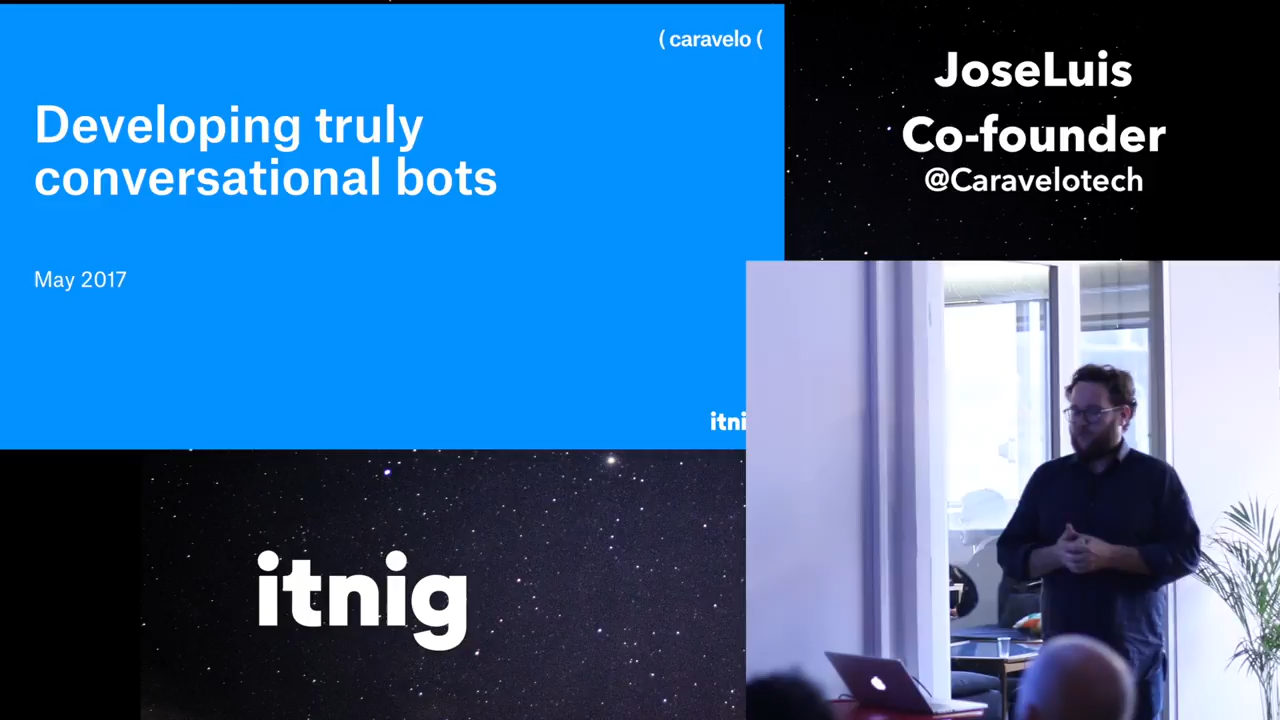 ( caravelo (
Developing truly
conversational bots
May 2017
itni
JoseLuis
Co-founder
@Caravelotech
itnig